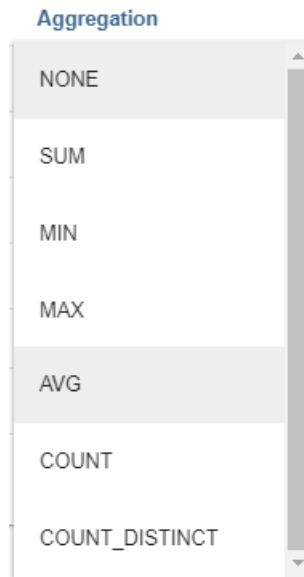 Aggregation
NONE
SUM
MIN
MAX
AVG
COUNT
COUNT_DISTINCT